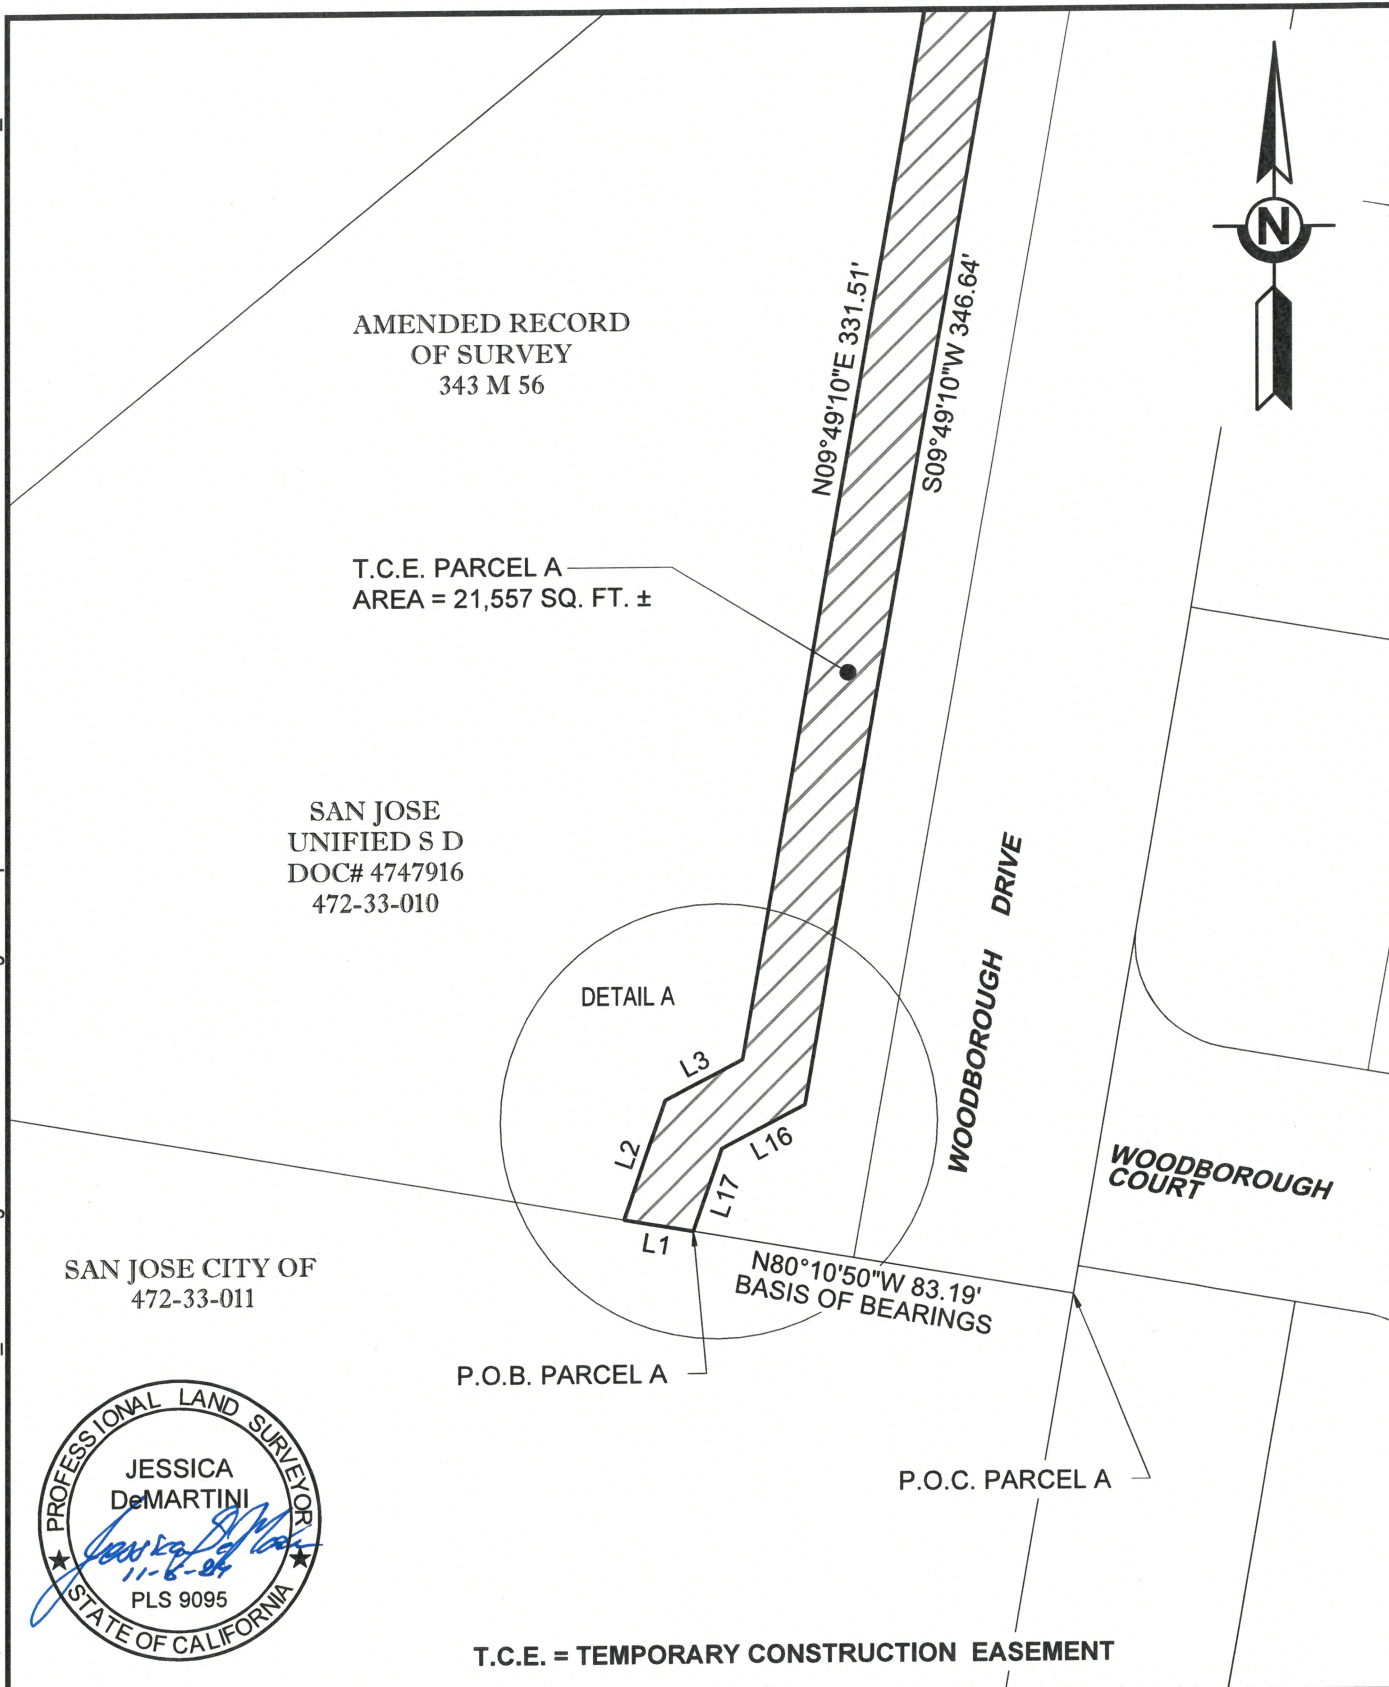 N
AMENDED RECORD
OF SURVEY
343 M 56
N09°49'10"E 331.51'
S09°49'10"W 346.64'
T.C.E. PARCEL A
AREA = 21,557 SQ. FT. ±
SAN JOSE
UNIFIED S D
DOC# 4747916
472-33-010
WOODBOROUGH DRIVE
DETAIL A
L3
L2
L16
L17
L1
WOODBOROUGH
COURT
N80°10'50"W 83.19'
BASIS OF BEARINGS
SAN JOSE CITY OF
472-33-011
P.O.B. PARCEL A
P.O.C. PARCEL A
PROFESSIONAL LAND SURVEYOR
JESSICA
DeMARTINI
PLS 9095
STATE OF CALIFORNIA
T.C.E. = TEMPORARY CONSTRUCTION EASEMENT